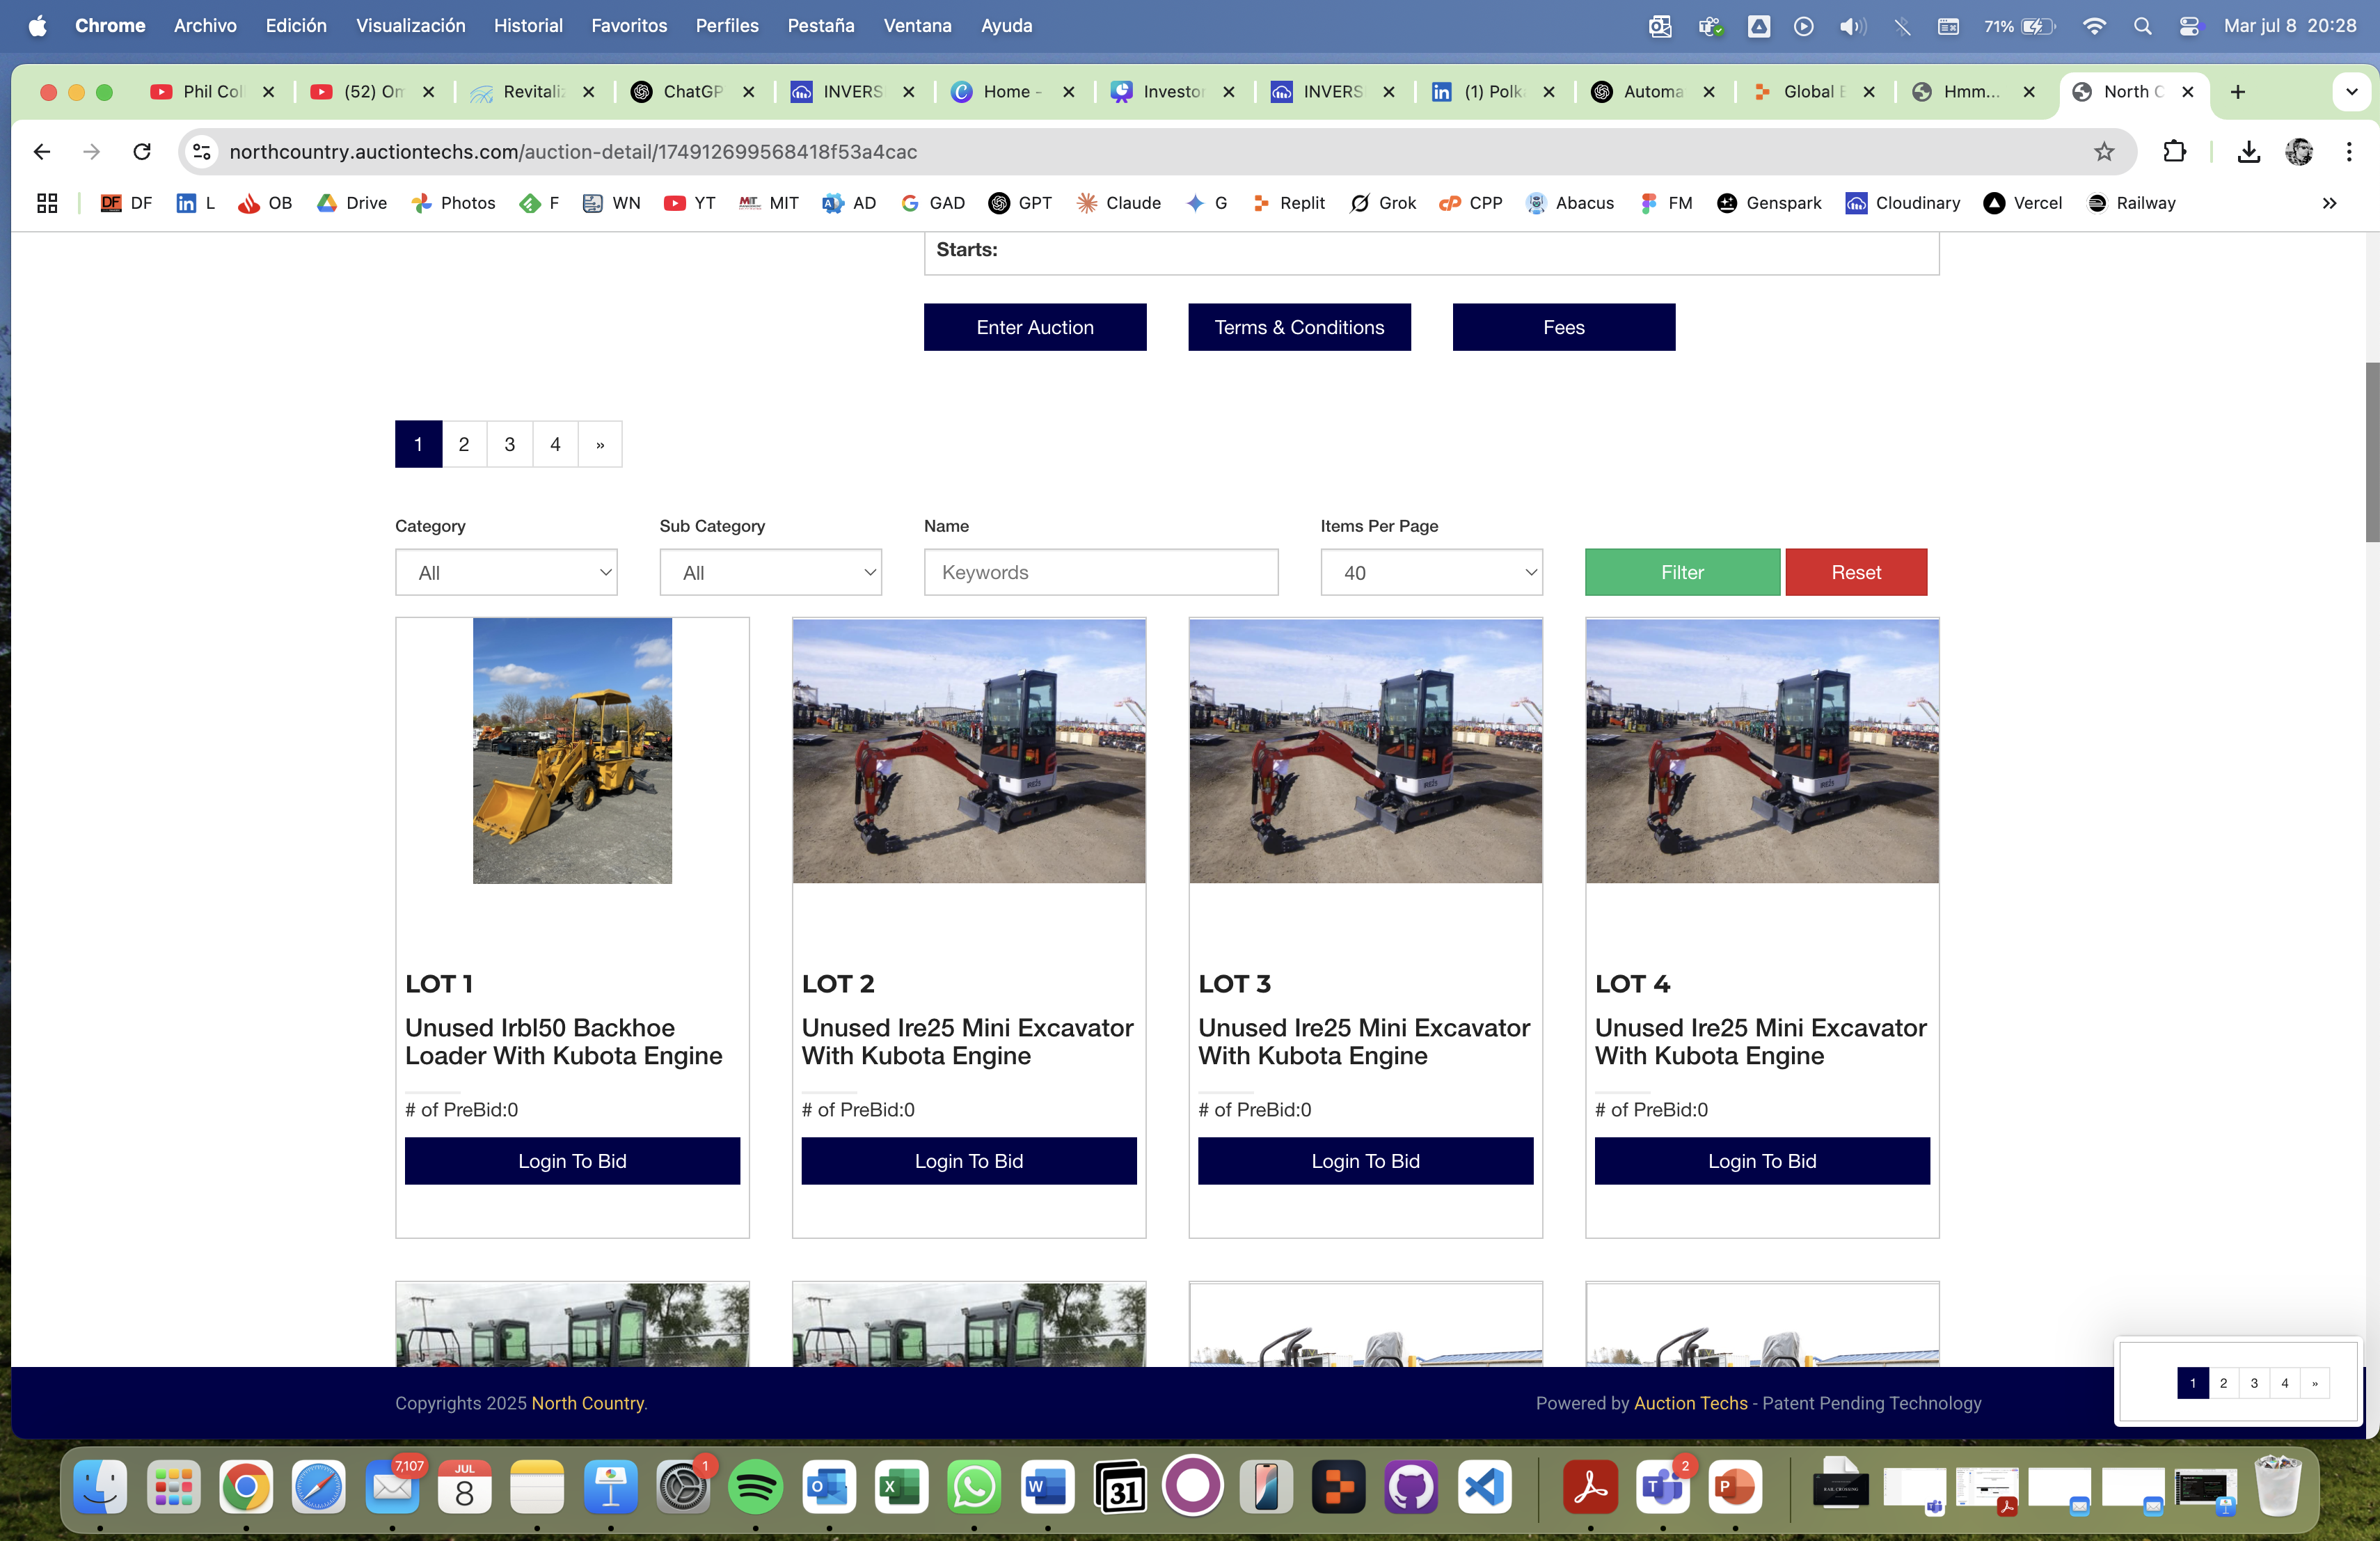 Chrome Archivo Edición Visualización Historial Favoritos Perfiles Pestaña Ventana Ayuda 71% Mar jul 8 20:28
Phil Col (52) Om Revitaliz ChatGP INVERS Home - Investor INVERS (1) Polk Automa Global E Hmm... North C
northcountry.auctiontechs.com/auction-detail/174912699568418f53a4cac
DF L OB Drive Photos F WN YT MIT AD GAD GPT Claude G Replit Grok CPP Abacus FM Genspark Cloudinary Vercel Railway
Starts:
Enter Auction Terms & Conditions Fees
1 2 3 4 »
Category Sub Category Name Items Per Page
All All Keywords 40 Filter Reset
LOT 1
Unused Irbl50 Backhoe
Loader With Kubota Engine
# of PreBid:0
Login To Bid
LOT 2
Unused Ire25 Mini Excavator
With Kubota Engine
# of PreBid:0
Login To Bid
LOT 3
Unused Ire25 Mini Excavator
With Kubota Engine
# of PreBid:0
Login To Bid
LOT 4
Unused Ire25 Mini Excavator
With Kubota Engine
# of PreBid:0
Login To Bid
Copyrights 2025 North Country.
Powered by Auction Techs - Patent Pending Technology
1 2 3 4 »
7,107 JUL 8 1 31 2